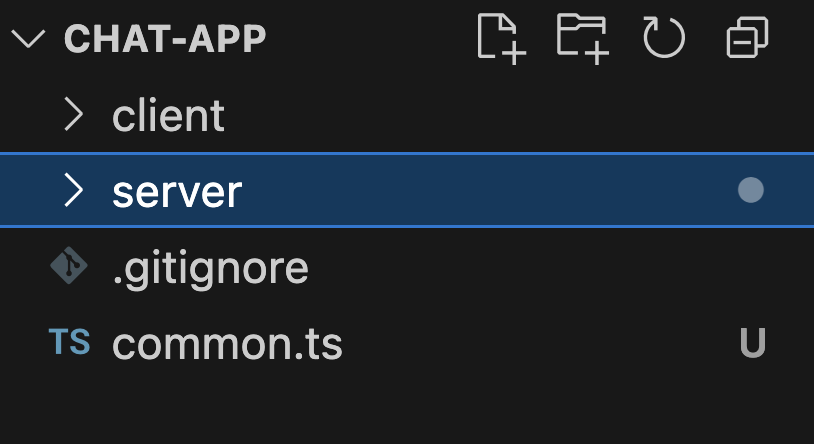 CHAT-APP
client
server
.gitignore
TS common.ts U